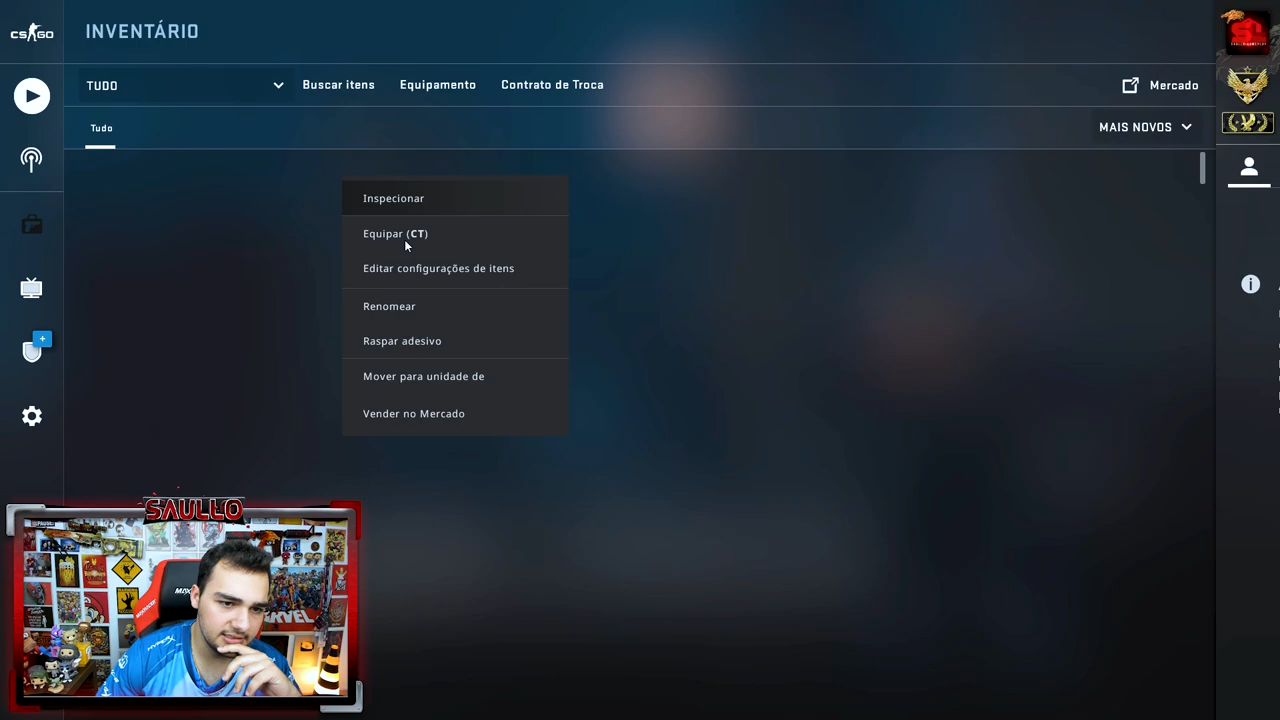 CS GO
INVENTÁRIO
TUDO
Buscar itens
Equipamento
Contrato de Troca
Mercado
Tudo
MAIS NOVOS
Inspecionar
Equipar (CT)
Editar configurações de itens
Renomear
Raspar adesivo
Mover para unidade de
Vender no Mercado
SAULLO
MARVEL